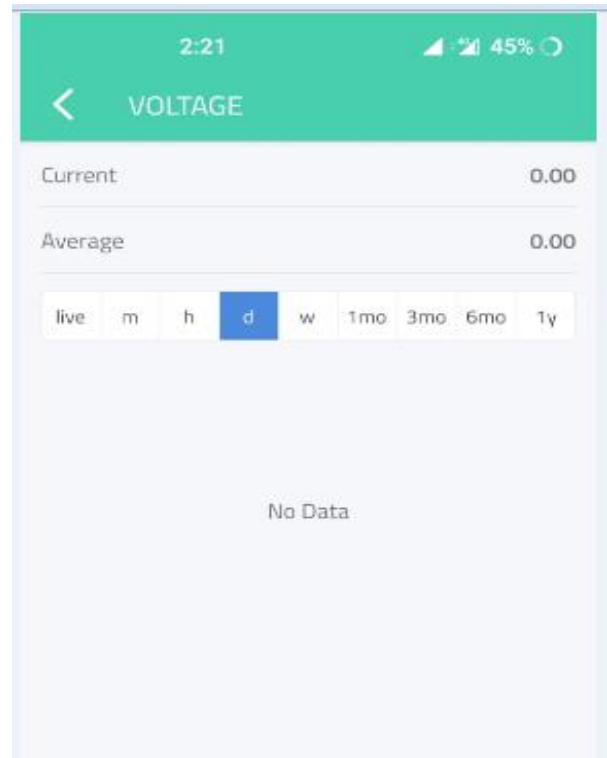 2:21 45%
VOLTAGE
Current 0.00
Average 0.00
live m h d w 1mo 3mo 6mo 1y
No Data